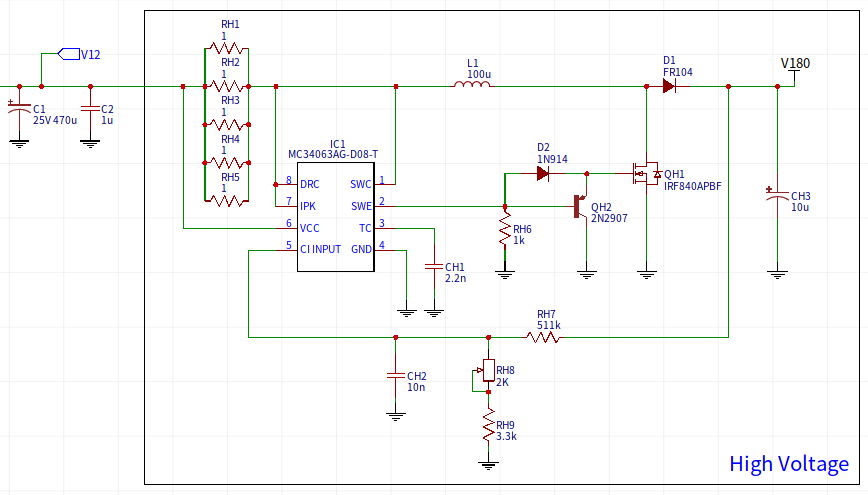 RH1
1
V12
RH2
1
L1
100u
D1
FR104
V180
C1
25V 470u
C2
1u
RH3
1
RH4
1
RH5
1
IC1
MC34063AG-D08-T
8 DRC SWC 1
7 IPK SWE 2
6 VCC TC 3
5 CI INPUT GND 4
D2
1N914
QH1
IRF840APBF
QH2
2N2907
CH3
10u
RH6
1k
CH1
2.2n
RH7
511k
CH2
10n
RH8
2K
RH9
3.3k
High Voltage